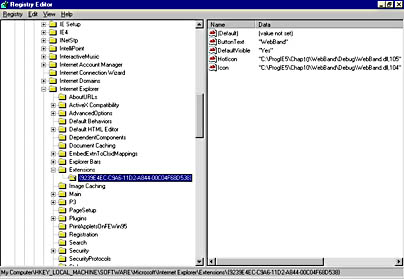 Registry Editor
Registry Edit View Help
IE Setup
IE4
INetStp
IntelliPoint
InteractiveMusic
Internet Account Manager
Internet Connection Wizard
Internet Domains
Internet Explorer
AboutURLs
ActiveX Compatibility
AdvancedOptions
Default Behaviors
Default HTML Editor
DependentComponents
Document Caching
EmbedExtnToClsidMappings
Explorer Bars
Extensions
{9239E4EC-C9A6-11D2-A844-00C04F68D538}
Image Caching
Main
P3
PageSetup
Plugins
PrintAppletsOnFEWin95
Registration
Search
Security
SecurityProtocols
Name Data
(Default) (value not set)
ButtonText "WebBand"
DefaultVisible "Yes"
HotIcon "C:\ProgIE5\Chap10\WebBand\Debug\WebBand.dll,105"
Icon "C:\ProgIE5\Chap10\WebBand\Debug\WebBand.dll,104"
My Computer\HKEY_LOCAL_MACHINE\SOFTWARE\Microsoft\Internet Explorer\Extensions\{9239E4EC-C9A6-11D2-A844-00C04F68D538}